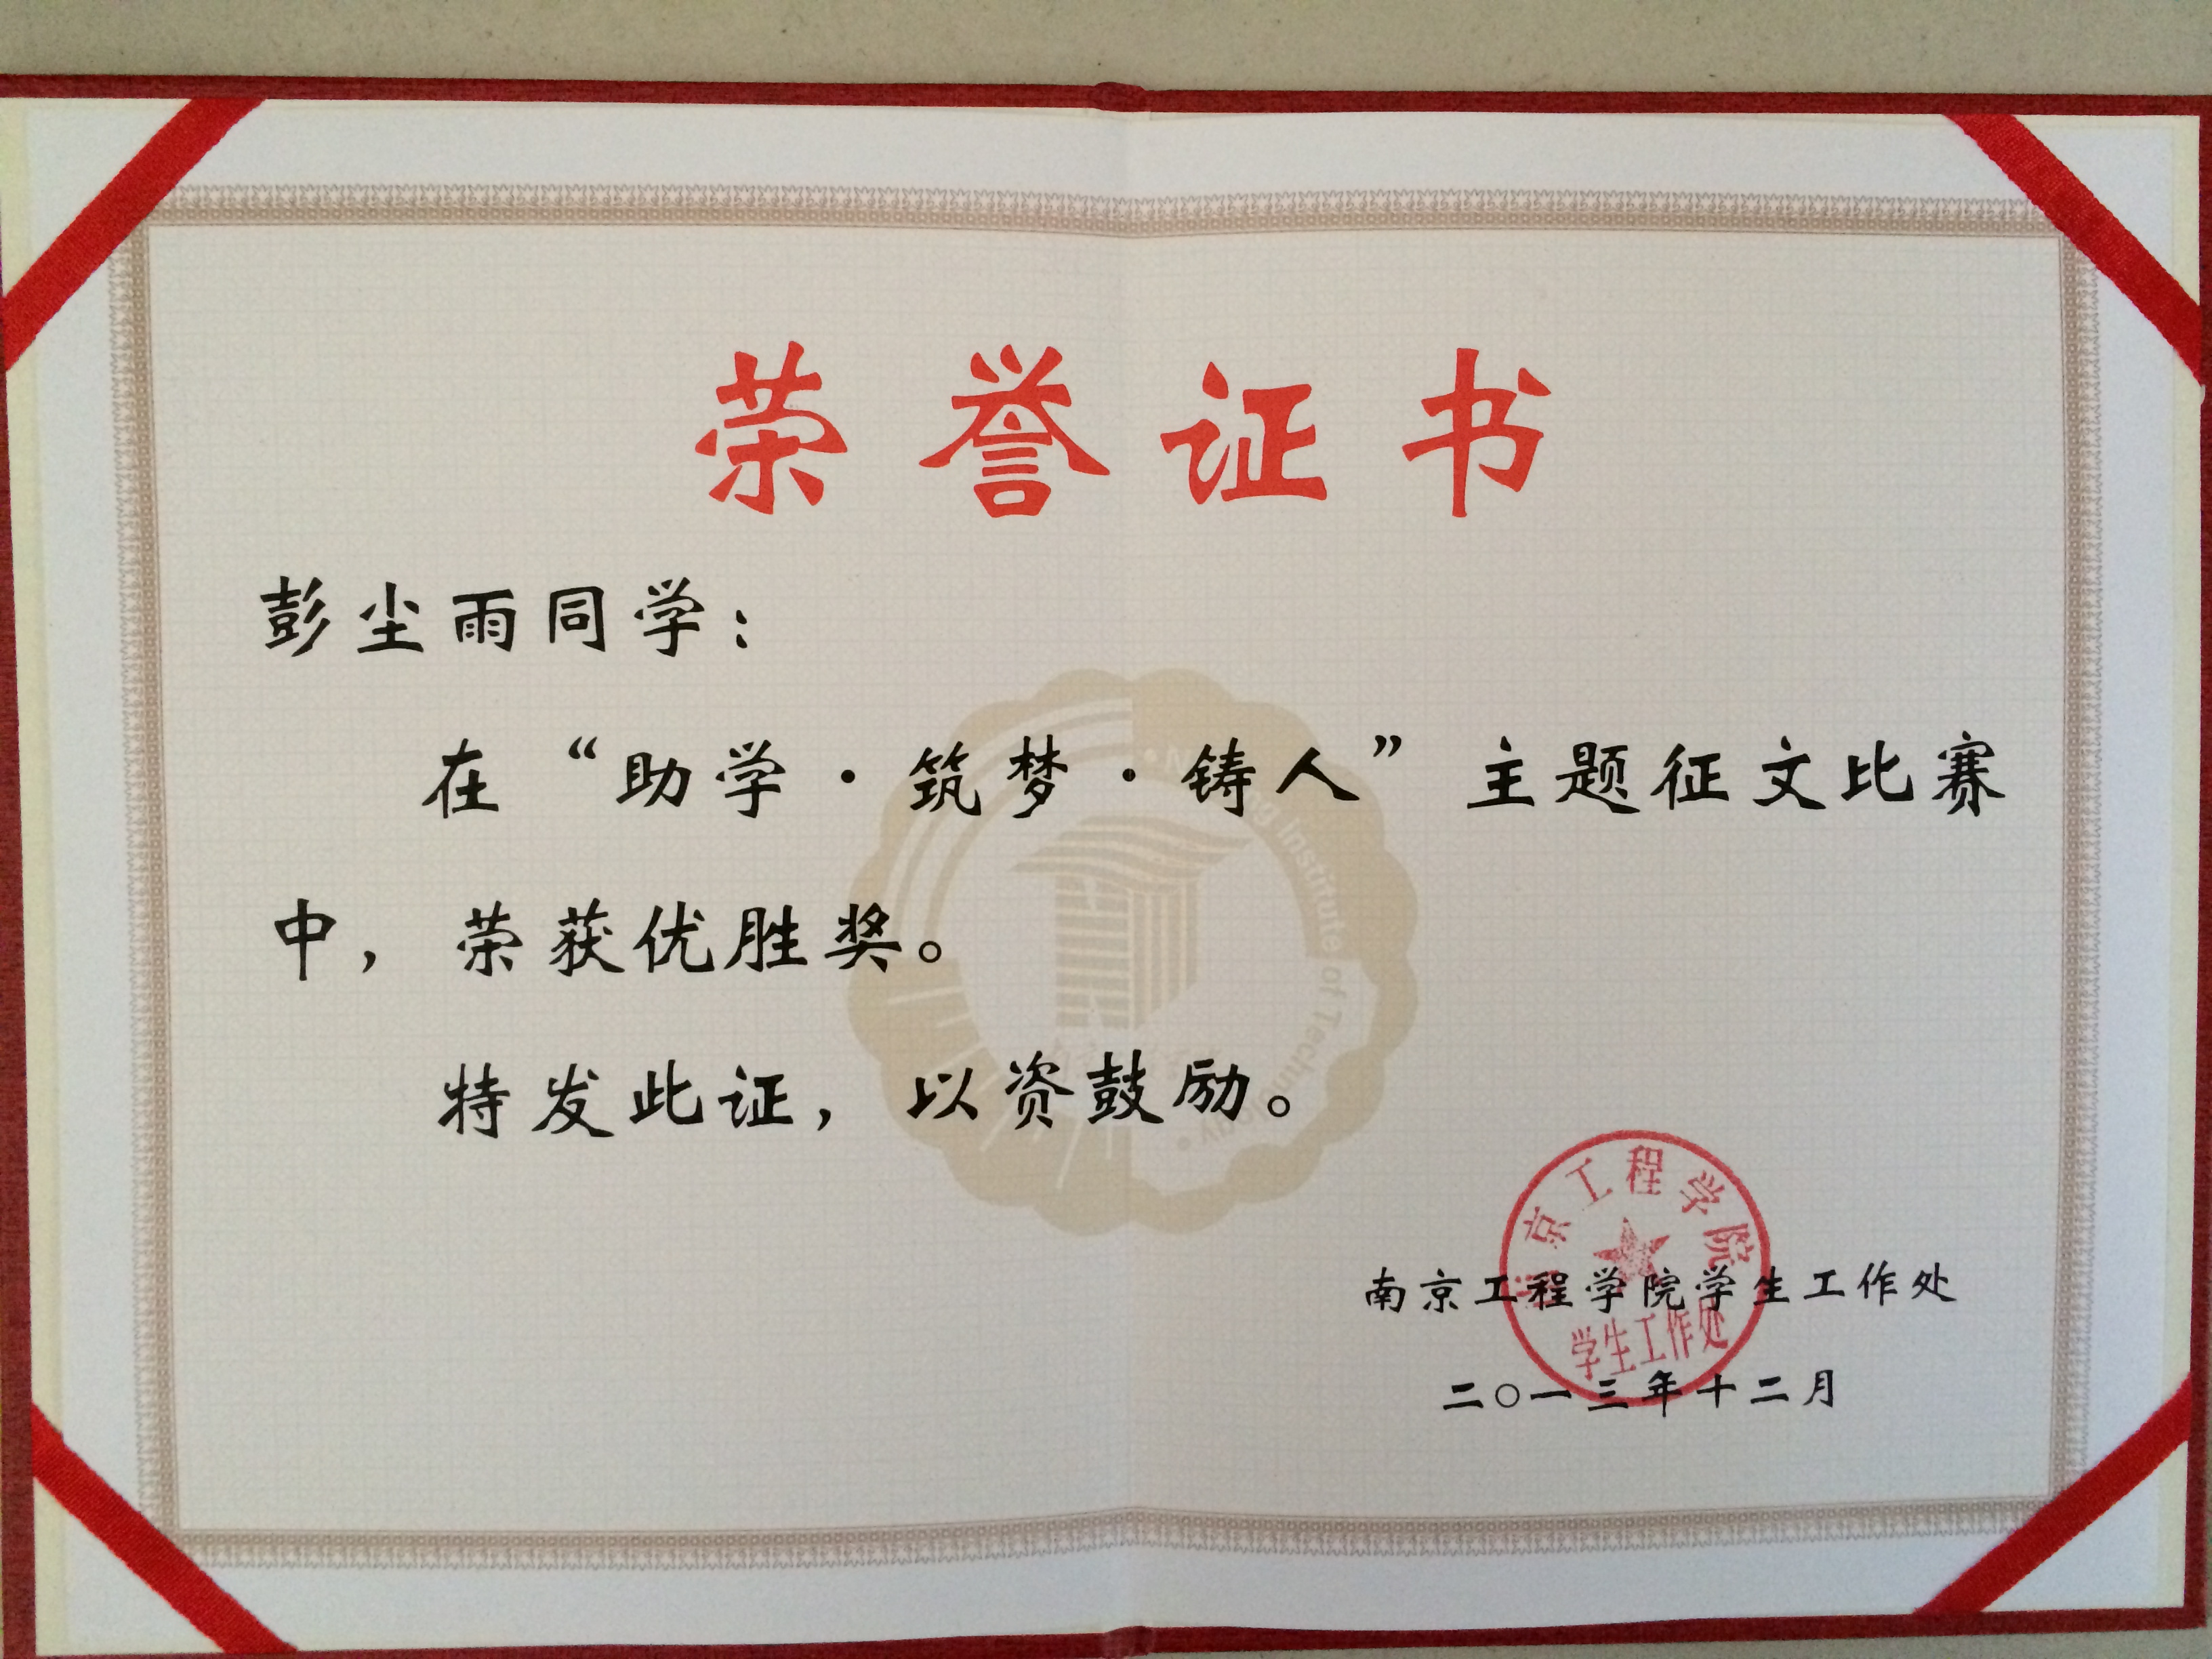 荣誉证书
彭尘雨同学：
在“助学·筑梦·铸人”主题征文比赛
中，荣获优胜奖。
特发此证，以资鼓励。
南京工程学院学生工作处
二〇一三年十二月
京工程学院
学生工作处
Institute of Technology